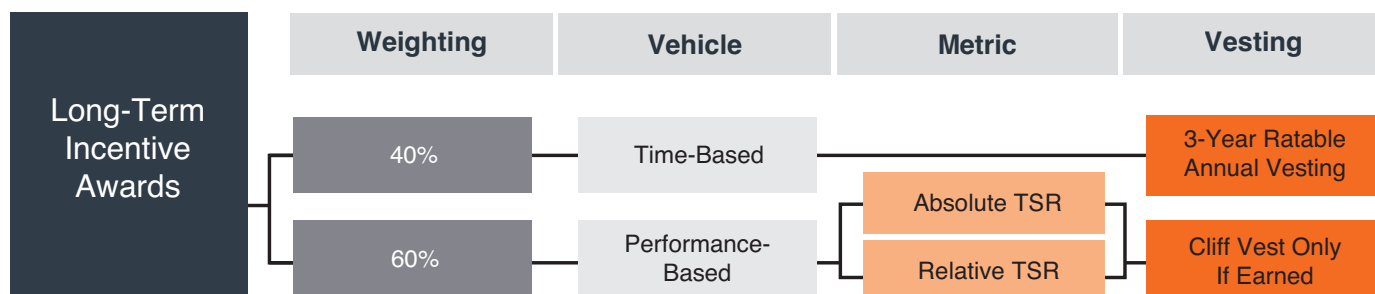 Long-Term
Incentive
Awards
Weighting
Vehicle
Metric
Vesting
40%
Time-Based
3-Year Ratable
Annual Vesting
60%
Performance-
Based
Absolute TSR
Relative TSR
Cliff Vest Only
If Earned